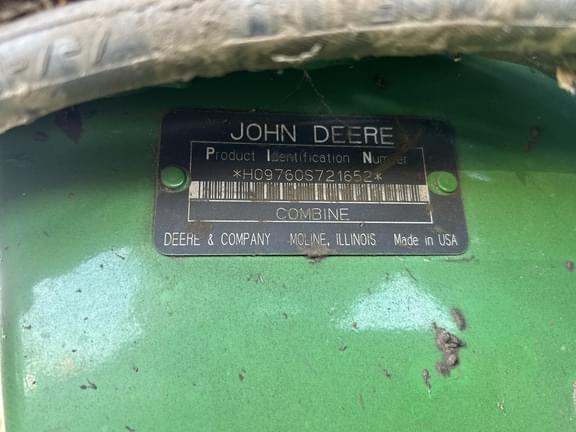 JOHN DEERE
Product Identification Number
*H09760S721652*
COMBINE
DEERE & COMPANY MOLINE, ILLINOIS Made in USA